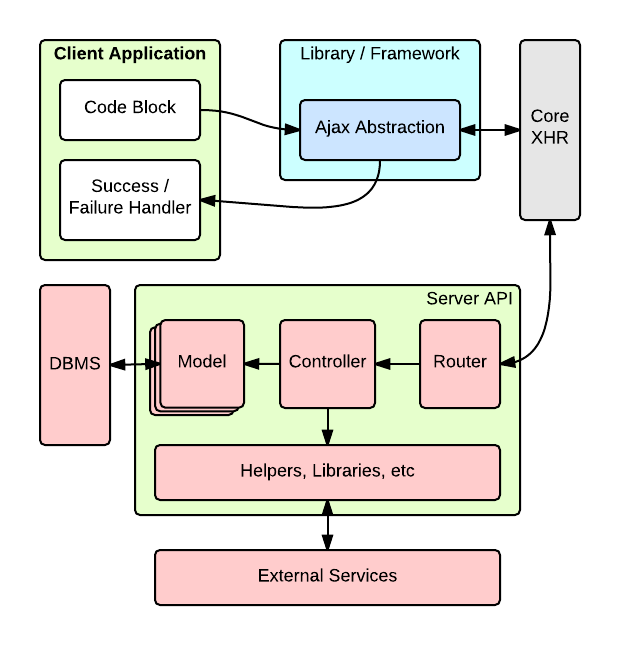 Client Application
Code Block
Success /
Failure Handler
Library / Framework
Ajax Abstraction
Core
XHR
Server API
DBMS
Model
Controller
Router
Helpers, Libraries, etc
External Services